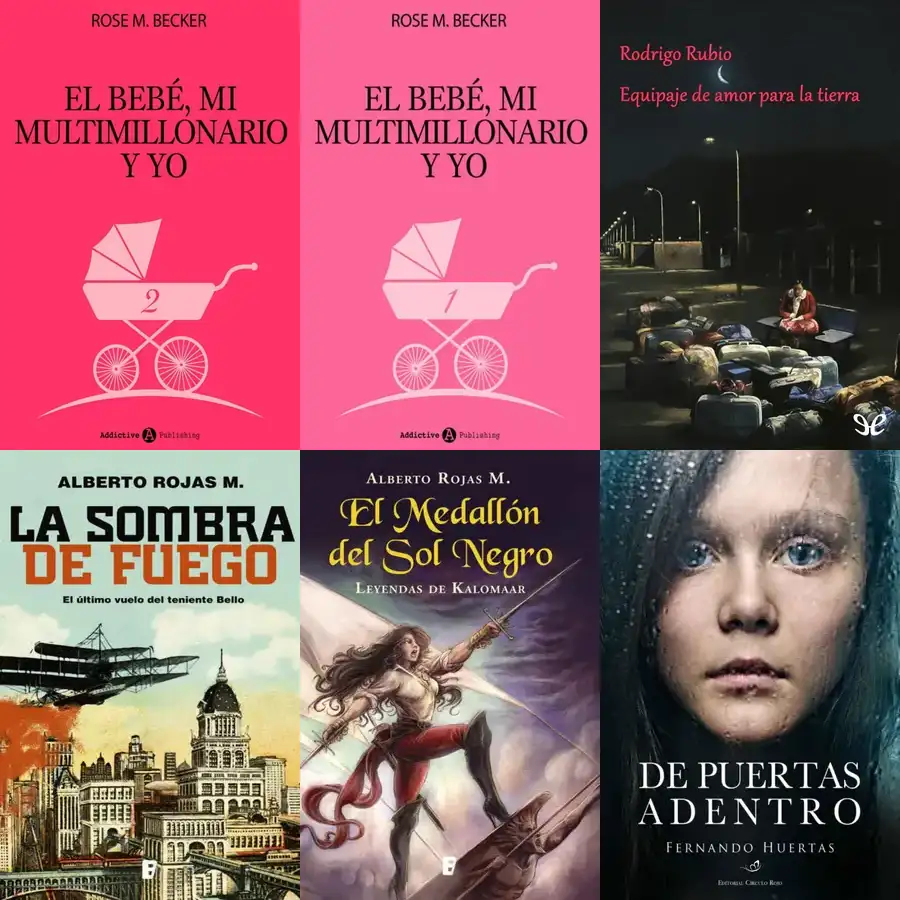 ROSE M. BECKER
EL BEBÉ, MI
MULTIMILLONARIO
Y YO
2
Addictive A Publishing
ROSE M. BECKER
EL BEBÉ, MI
MULTIMILLONARIO
Y YO
1
Addictive A Publishing
Rodrigo Rubio
Equipaje de amor para la tierra
ALBERTO ROJAS M.
LA SOMBRA
DE FUEGO
El último vuelo del teniente Bello
B
ALBERTO ROJAS M.
El Medallón
del Sol Negro
LEYENDAS DE KALOMAAR
B
DE PUERTAS
ADENTRO
FERNANDO HUERTAS
EDITORIAL CÍRCULO ROJO